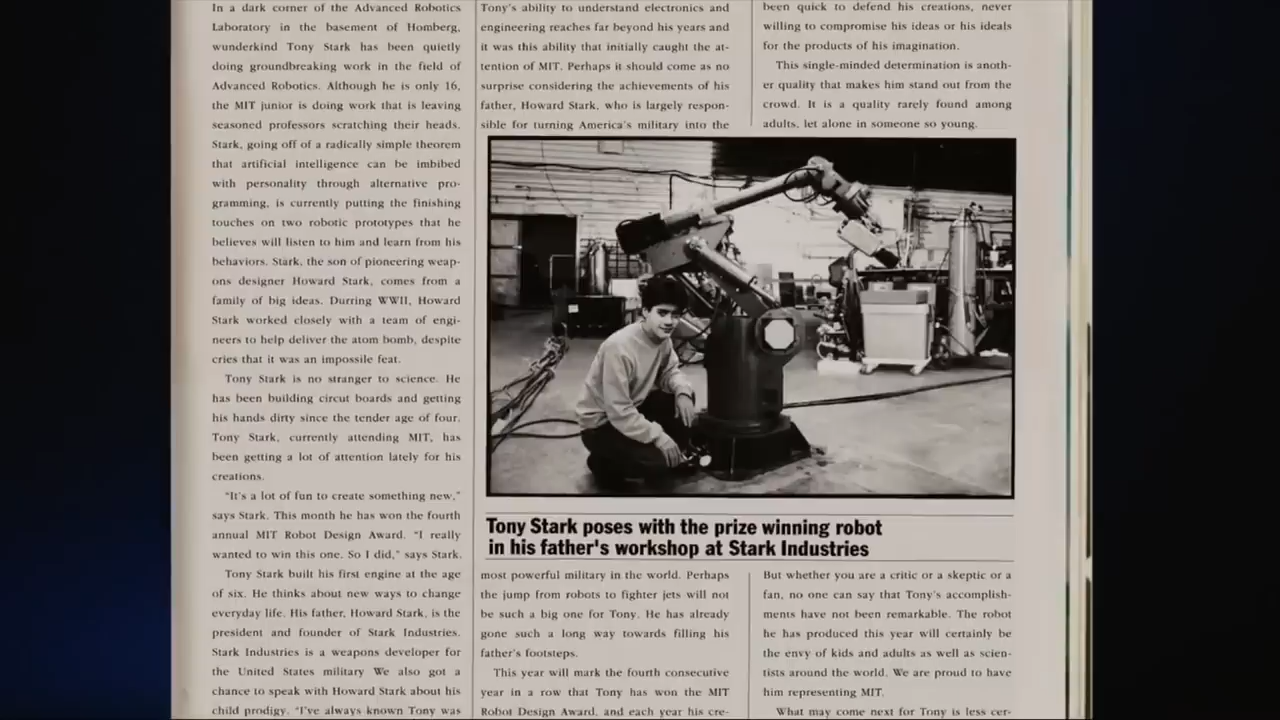 In a dark corner of the Advanced Robotics
Laboratory in the basement of Homberg,
wunderkind Tony Stark has been quietly
doing groundbreaking work in the field of
Advanced Robotics. Although he is only 16,
the MIT junior is doing work that is leaving
seasoned professors scratching their heads.
Stark, going off of a radically simple theorem
that artificial intelligence can be imbibed
with personality through alternative pro-
gramming, is currently putting the finishing
touches on two robotic prototypes that he
believes will listen to him and learn from his
behaviors. Stark, the son of pioneering weap-
ons designer Howard Stark, comes from a
family of big ideas. Durring WWII, Howard
Stark worked closely with a team of engi-
neers to help deliver the atom bomb, despite
cries that it was an impossile feat.
Tony Stark is no stranger to science. He
has been building circut boards and getting
his hands dirty since the tender age of four.
Tony Stark, currently attending MIT, has
been getting a lot of attention lately for his
creations.
"It's a lot of fun to create something new,"
says Stark. This month he has won the fourth
annual MIT Robot Design Award. "I really
wanted to win this one. So I did," says Stark.
Tony Stark built his first engine at the age
of six. He thinks about new ways to change
everyday life. His father, Howard Stark, is the
president and founder of Stark Industries.
Stark Industries is a weapons developer for
the United States military We also got a
chance to speak with Howard Stark about his
child prodigy. "I've always known Tony was
Tony's ability to understand electronics and
engineering reaches far beyond his years and
it was this ability that initially caught the at-
tention of MIT. Perhaps it should come as no
surprise considering the achievements of his
father, Howard Stark, who is largely respon-
sible for turning America's military into the
most powerful military in the world. Perhaps
the jump from robots to fighter jets will not
be such a big one for Tony. He has already
gone such a long way towards filling his
father's footsteps.
This year will mark the fourth consecutive
year in a row that Tony has won the MIT
Robot Design Award, and each year his cre-
been quick to defend his creations, never
willing to compromise his ideas or his ideals
for the products of his imagination.
This single-minded determination is anoth-
er quality that makes him stand out from the
crowd. It is a quality rarely found among
adults, let alone in someone so young.
Tony Stark poses with the prize winning robot
in his father's workshop at Stark Industries
But whether you are a critic or a skeptic or a
fan, no one can say that Tony's accomplish-
ments have not been remarkable. The robot
he has produced this year will certainly be
the envy of kids and adults as well as scien-
tists around the world. We are proud to have
him representing MIT.
What may come next for Tony is less cer-